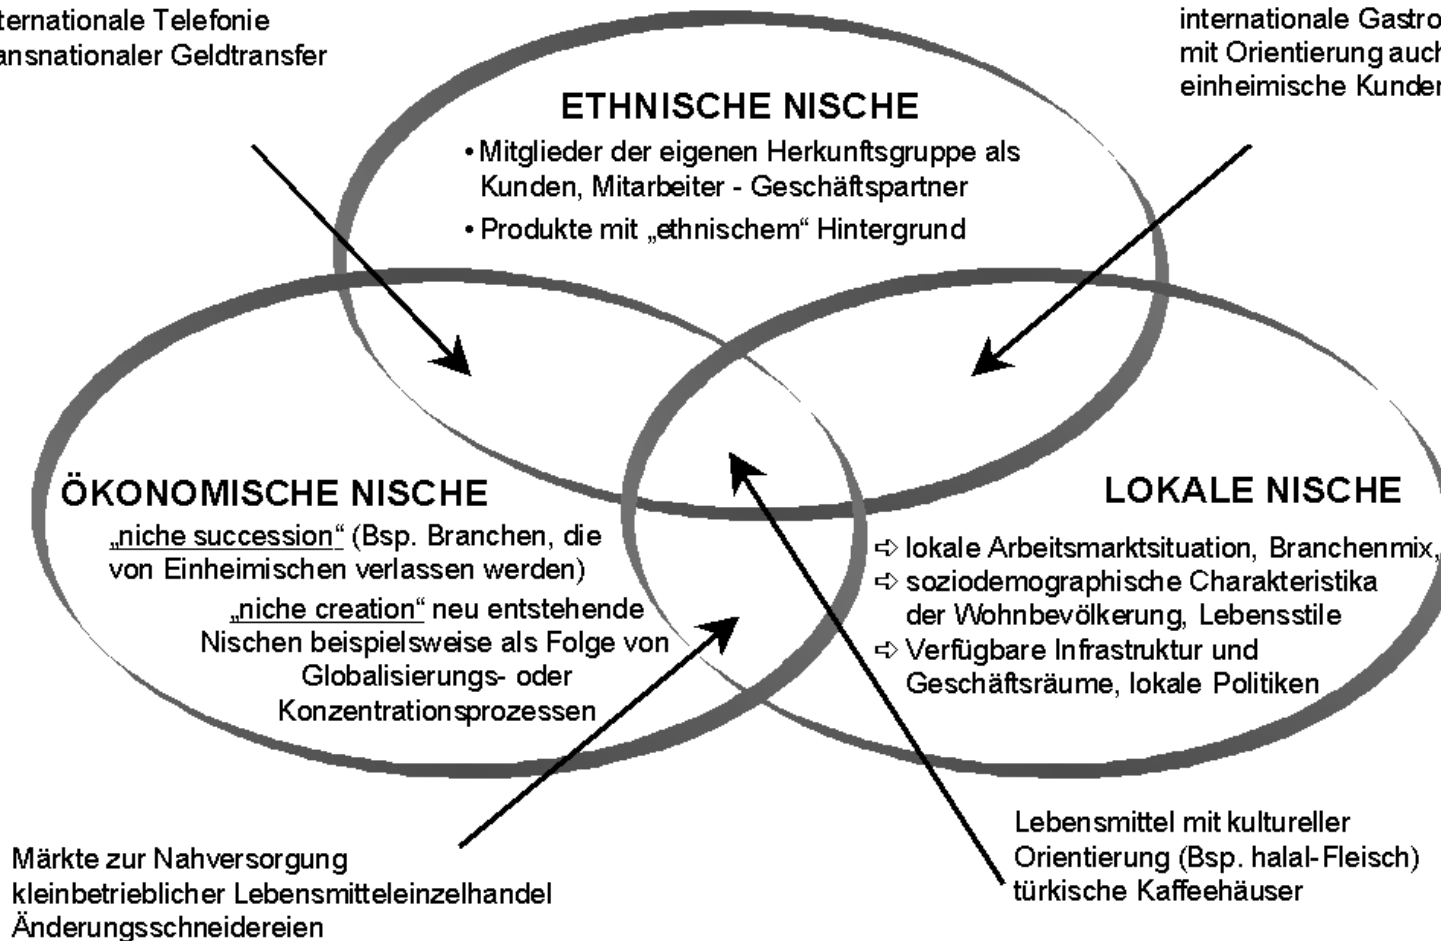 ternationale Telefonie
ansnationaler Geldtransfer
internationale Gastro
mit Orientierung auch
einheimische Kunden
ETHNISCHE NISCHE
• Mitglieder der eigenen Herkunftsgruppe als
Kunden, Mitarbeiter - Geschäftspartner
• Produkte mit „ethnischem“ Hintergrund
ÖKONOMISCHE NISCHE
„niche succession“ (Bsp. Branchen, die
von Einheimischen verlassen werden)
„niche creation“ neu entstehende
Nischen beispielsweise als Folge von
Globalisierungs- oder
Konzentrationsprozessen
LOKALE NISCHE
⇨ lokale Arbeitsmarktsituation, Branchenmix,
⇨ soziodemographische Charakteristika
der Wohnbevölkerung, Lebensstile
⇨ Verfügbare Infrastruktur und
Geschäftsräume, lokale Politiken
Märkte zur Nahversorgung
kleinbetrieblicher Lebensmitteleinzelhandel
Änderungsschneidereien
Lebensmittel mit kultureller
Orientierung (Bsp. halal-Fleisch)
türkische Kaffeehäuser